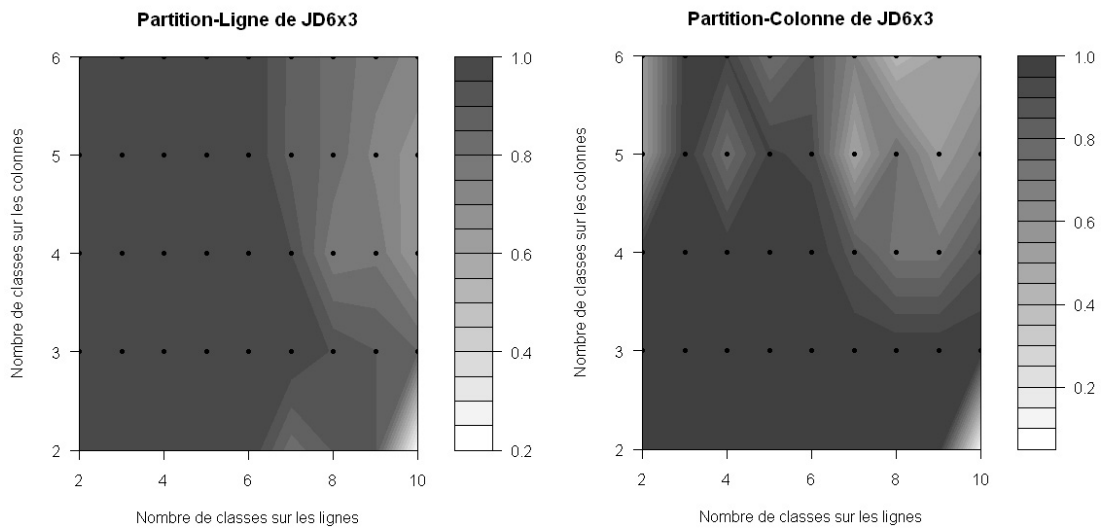 Partition-Ligne de JD6x3
Nombre de classes sur les colonnes
6
5
4
3
2
2 4 6 8 10
Nombre de classes sur les lignes
1.0
0.8
0.6
0.4
0.2
Partition-Colonne de JD6x3
Nombre de classes sur les colonnes
6
5
4
3
2
2 4 6 8 10
Nombre de classes sur les lignes
1.0
0.8
0.6
0.4
0.2